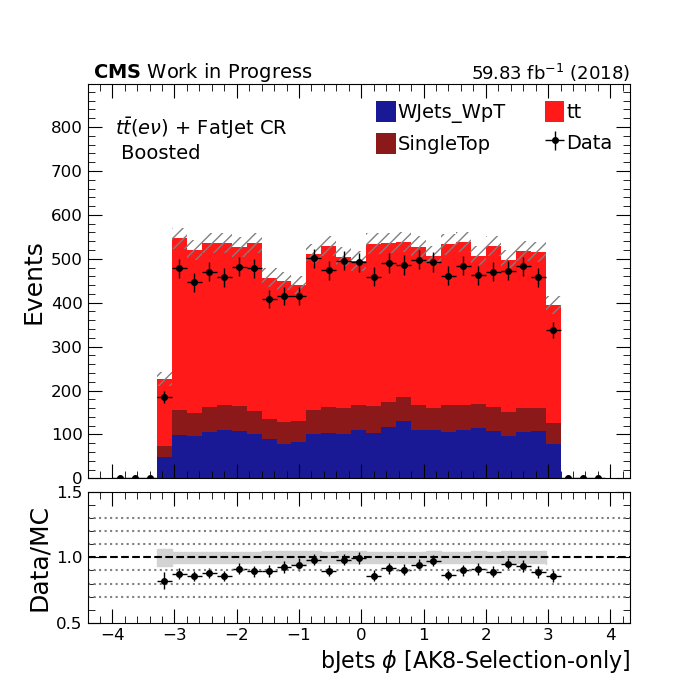 CMS Work in Progress 59.83 fb⁻¹ (2018)
tt̄(eν) + FatJet CR
Boosted
WJets_WpT tt
SingleTop Data
Events
800
700
600
500
400
300
200
100
0
Data/MC
1.5
1.0
0.5
−4 −3 −2 −1 0 1 2 3 4
bJets ϕ [AK8-Selection-only]